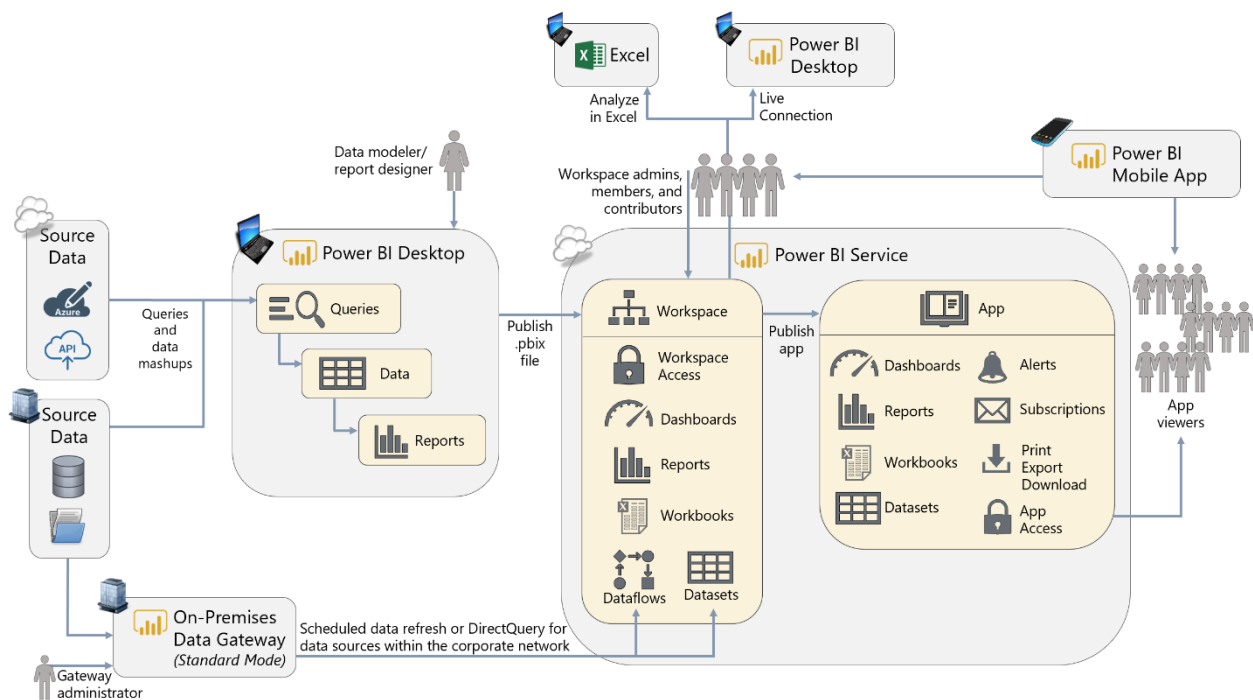 Excel
Power BI
Desktop
Analyze
in Excel
Live
Connection
Data modeler/
report designer
Workspace admins,
members, and
contributors
Power BI
Mobile App
Source
Data
Azure
API
Queries
and
data
mashups
Power BI Desktop
Queries
Data
Reports
Publish
.pbix
file
Power BI Service
Workspace
Workspace
Access
Dashboards
Reports
Workbooks
Dataflows
Datasets
Publish
app
App
Dashboards
Reports
Workbooks
Datasets
Alerts
Subscriptions
Print
Export
Download
App
Access
App
viewers
Source
Data
On-Premises
Data Gateway
(Standard Mode)
Gateway
administrator
Scheduled data refresh or DirectQuery for
data sources within the corporate network